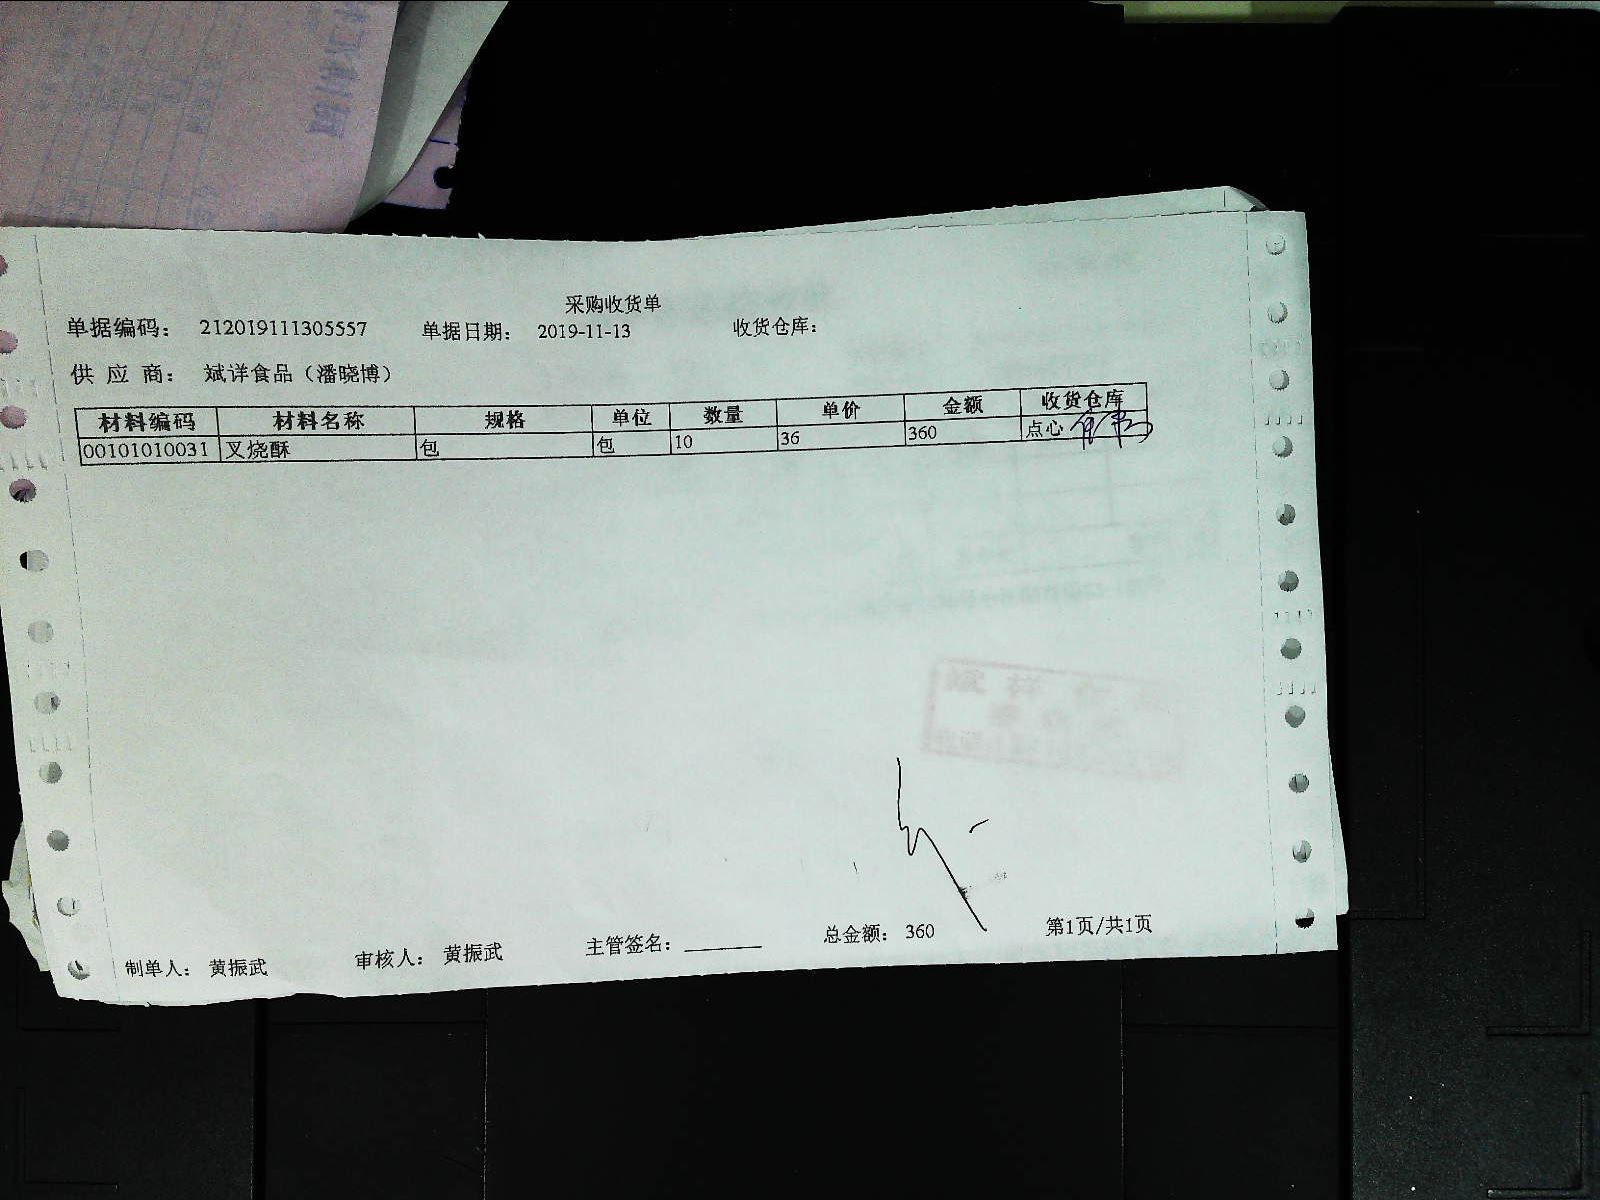 采购收货单
单据编码： 212019111305557 单据日期： 2019-11-13 收货仓库：
供 应 商： 斌详食品（潘晓博）
材料编码 材料名称 规格 单位 数量 单价 金额 收货仓库
00101010031 叉烧酥 包 包 10 36 360 点心
制单人： 黄振武 审核人： 黄振武 主管签名： 总金额： 360 第1页/共1页